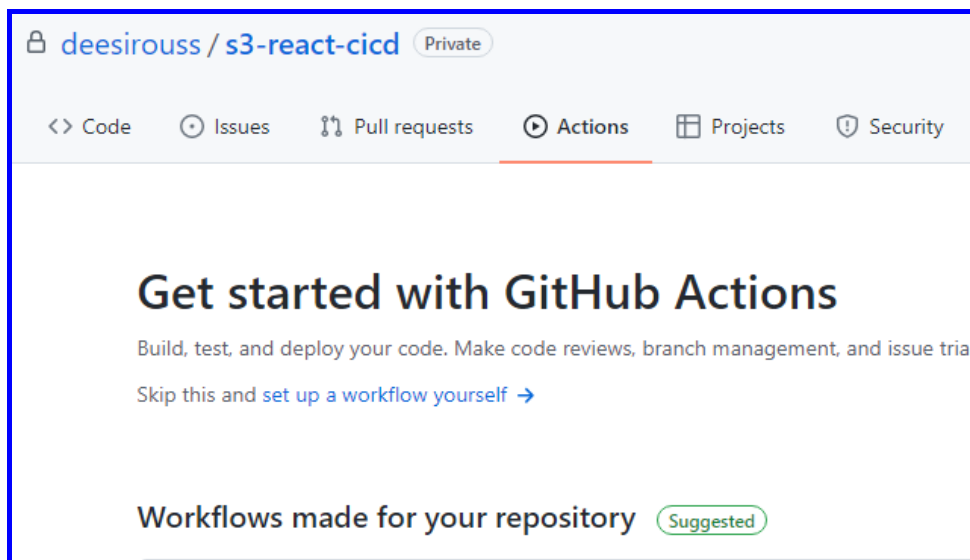 deesirouss / s3-react-cicd Private
Code Issues Pull requests Actions Projects Security
Get started with GitHub Actions
Build, test, and deploy your code. Make code reviews, branch management, and issue tria
Skip this and set up a workflow yourself →
Workflows made for your repository Suggested